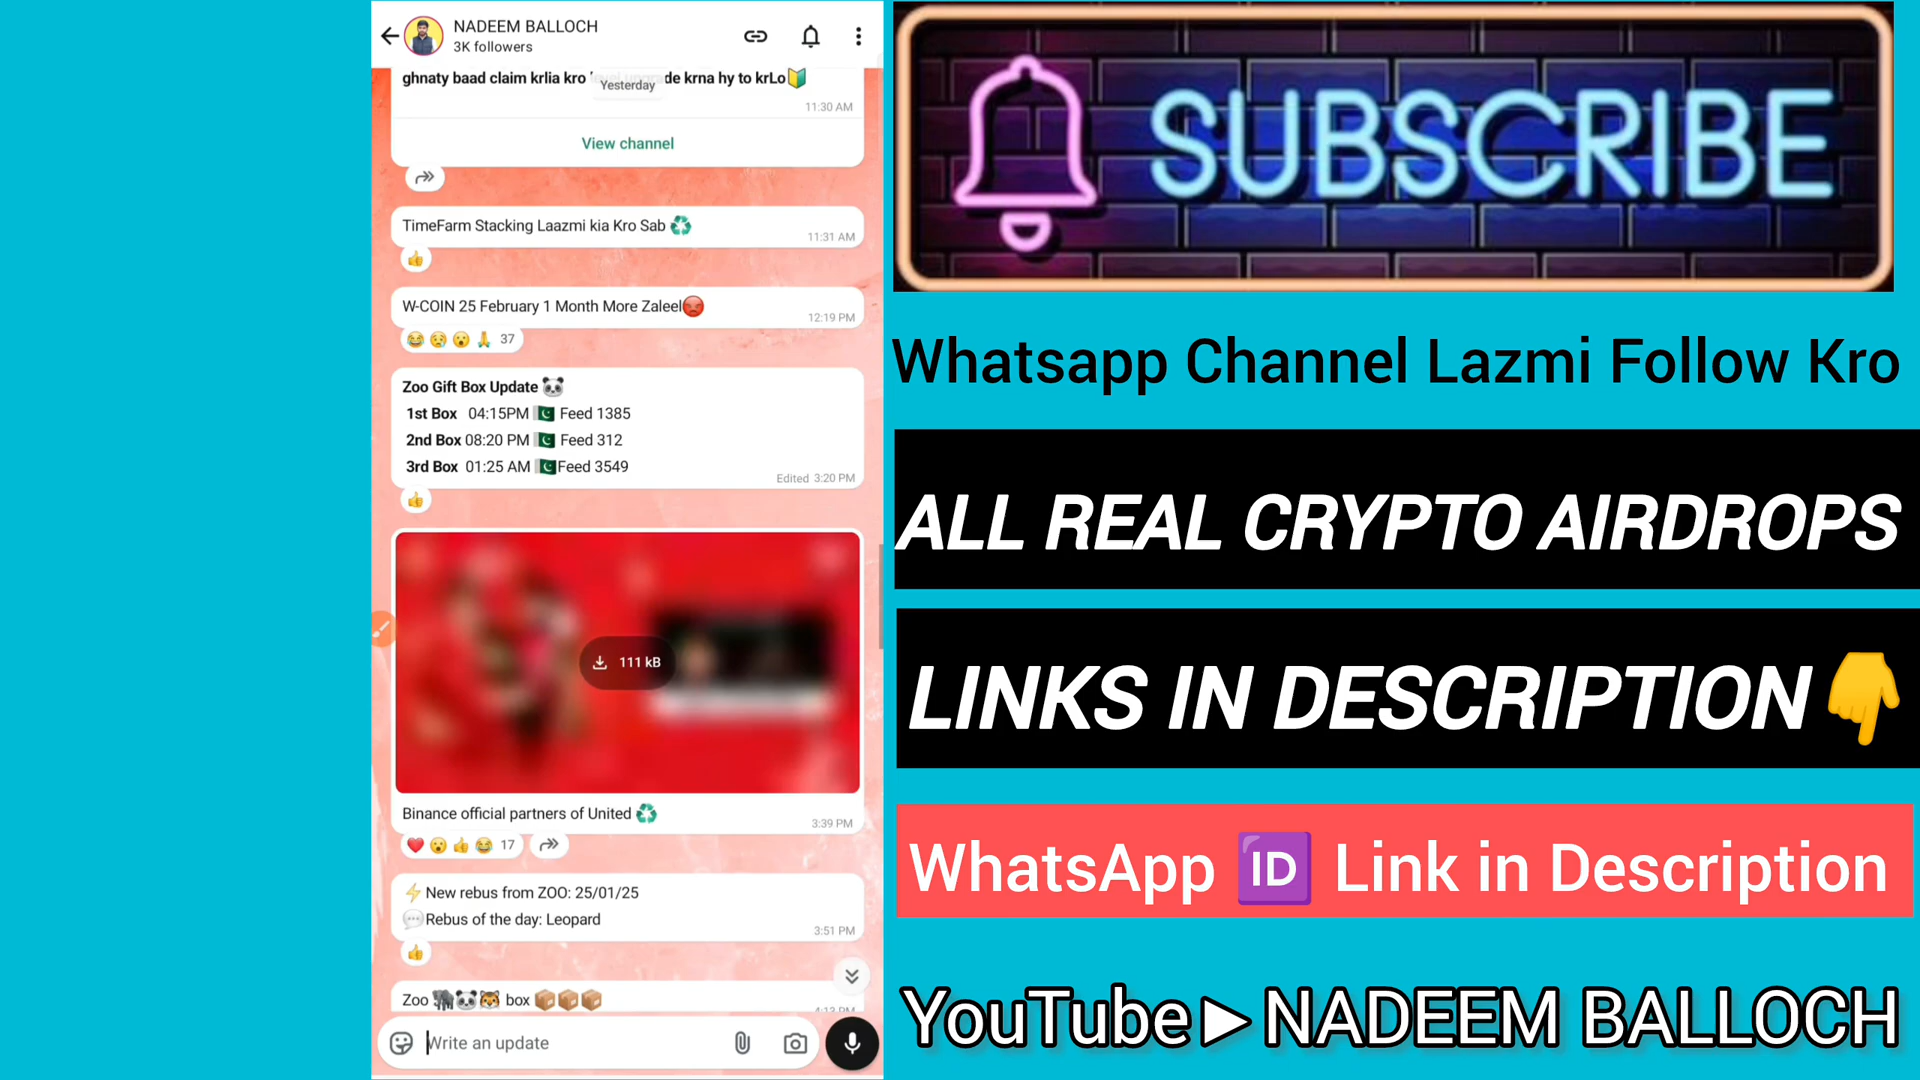 NADEEM BALLOCH
3K followers
ghnaty baad claim krlia kro level upgrade krna hy to krLo🔰
Yesterday
11:30 AM
View channel
TimeFarm Stacking Laazmi kia Kro Sab ♻️
11:31 AM
👍
W-COIN 25 February 1 Month More Zaleel😡
12:19 PM
😂😢😮🙏 37
Zoo Gift Box Update 🐼
1st Box 04:15PM 🇵🇰 Feed 1385
2nd Box 08:20 PM 🇵🇰 Feed 312
3rd Box 01:25 AM 🇵🇰Feed 3549
Edited 3:20 PM
👍
111 kB
Binance official partners of United ♻️
3:39 PM
❤️😮👍😂 17
⚡New rebus from ZOO: 25/01/25
💬Rebus of the day: Leopard
3:51 PM
👍
Zoo 🦏🐼🐯 box 📦📦📦
4:13 PM
Write an update
SUBSCRIBE
Whatsapp Channel Lazmi Follow Kro
ALL REAL CRYPTO AIRDROPS
LINKS IN DESCRIPTION👇
WhatsApp 🆔 Link in Description
YouTube►NADEEM BALLOCH